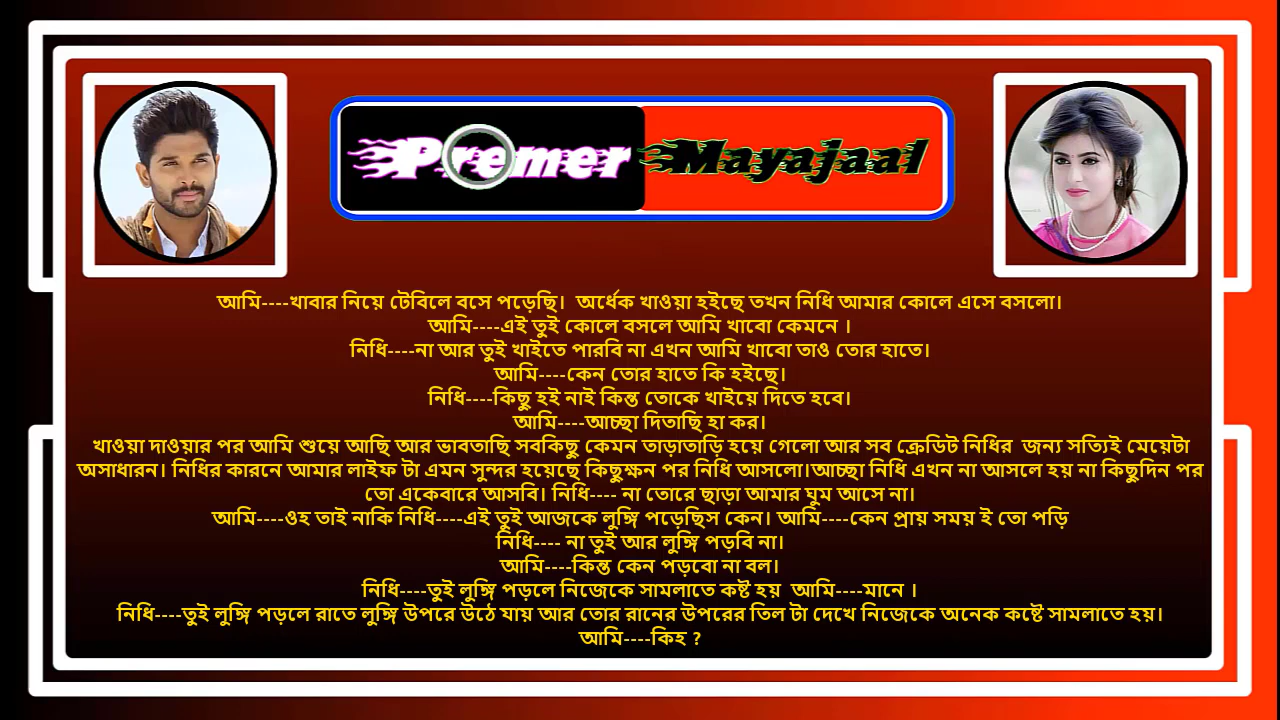 Premer Mayajaal
আমি----খাবার নিয়ে টেবিলে বসে পড়েছি। অর্ধেক খাওয়া হইছে তখন নিধি আমার কোলে এসে বসলো।
আমি----এই তুই কোলে বসলে আমি খাবো কেমনে ।
নিধি----না আর তুই খাইতে পারবি না এখন আমি খাবো তাও তোর হাতে।
আমি----কেন তোর হাতে কি হইছে।
নিধি----কিছু হই নাই কিন্ত তোকে খাইয়ে দিতে হবে।
আমি----আচ্ছা দিতাছি হা কর।
খাওয়া দাওয়ার পর আমি শুয়ে আছি আর ভাবতাছি সবকিছু কেমন তাড়াতাড়ি হয়ে গেলো আর সব ক্রেডিট নিধির জন্য সত্যিই মেয়েটা
অসাধারন। নিধির কারনে আমার লাইফ টা এমন সুন্দর হয়েছে কিছুক্ষন পর নিধি আসলো।আচ্ছা নিধি এখন না আসলে হয় না কিছুদিন পর
তো একেবারে আসবি। নিধি---- না তোরে ছাড়া আমার ঘুম আসে না।
আমি----ওহ তাই নাকি নিধি----এই তুই আজকে লুঙ্গি পড়েছিস কেন। আমি----কেন প্রায় সময় ই তো পড়ি
নিধি---- না তুই আর লুঙ্গি পড়বি না।
আমি----কিন্ত কেন পড়বো না বল।
নিধি----তুই লুঙ্গি পড়লে নিজেকে সামলাতে কষ্ট হয় আমি----মানে ।
নিধি----তুই লুঙ্গি পড়লে রাতে লুঙ্গি উপরে উঠে যায় আর তোর রানের উপরের তিল টা দেখে নিজেকে অনেক কষ্টে সামলাতে হয়।
আমি----কিহ ?